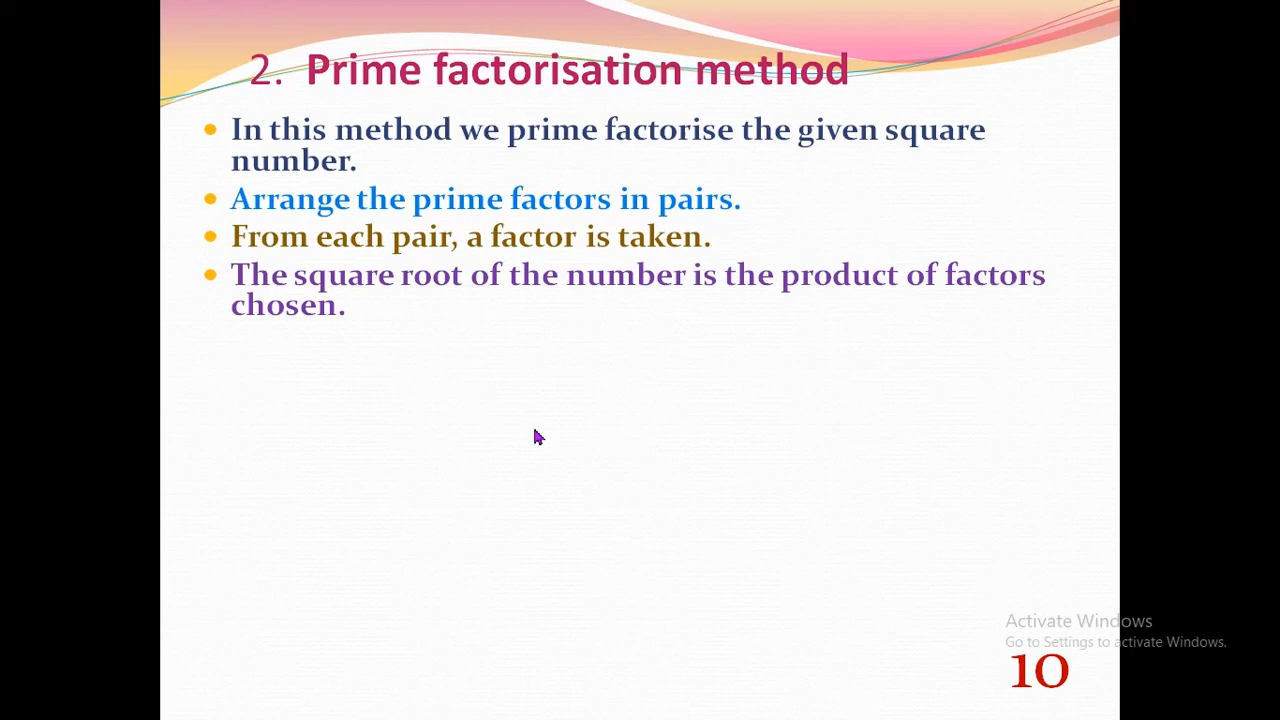 2. Prime factorisation method
In this method we prime factorise the given square
number.
Arrange the prime factors in pairs.
From each pair, a factor is taken.
The square root of the number is the product of factors
chosen.
Activate Windows
Go to Settings to activate Windows.
10